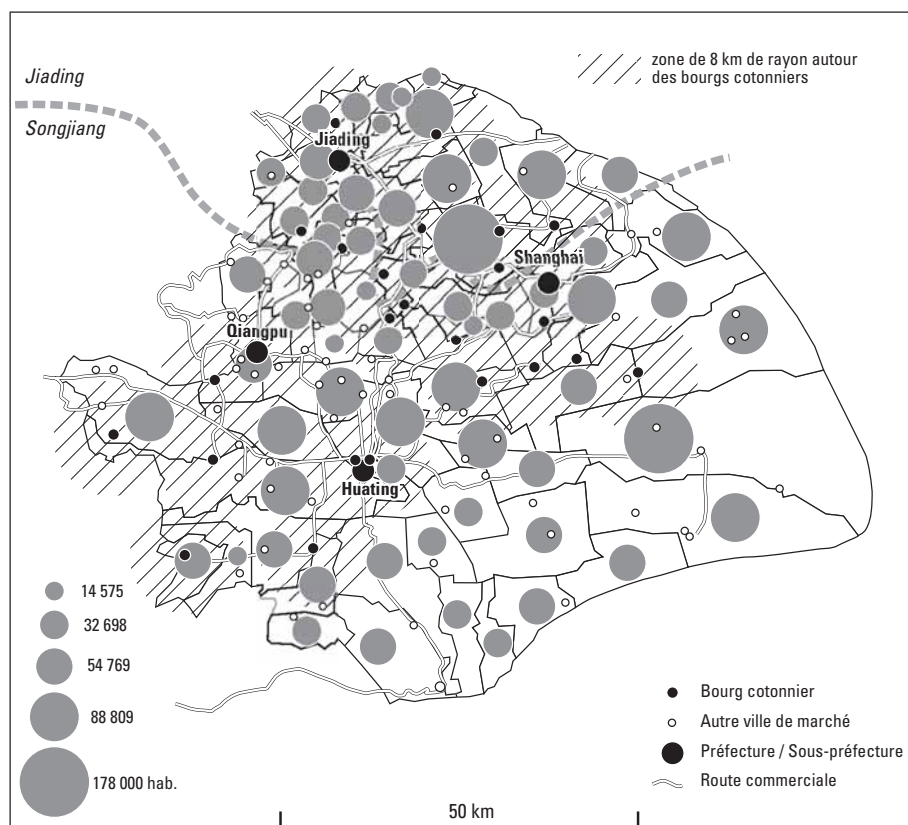 Jiading
Songjiang
zone de 8 km de rayon autour
des bourgs cotonniers
Jiading
Shanghai
Qiangpu
Huating
14 575
32 698
54 769
88 809
178 000 hab.
Bourg cotonnier
Autre ville de marché
Préfecture / Sous-préfecture
Route commerciale
50 km